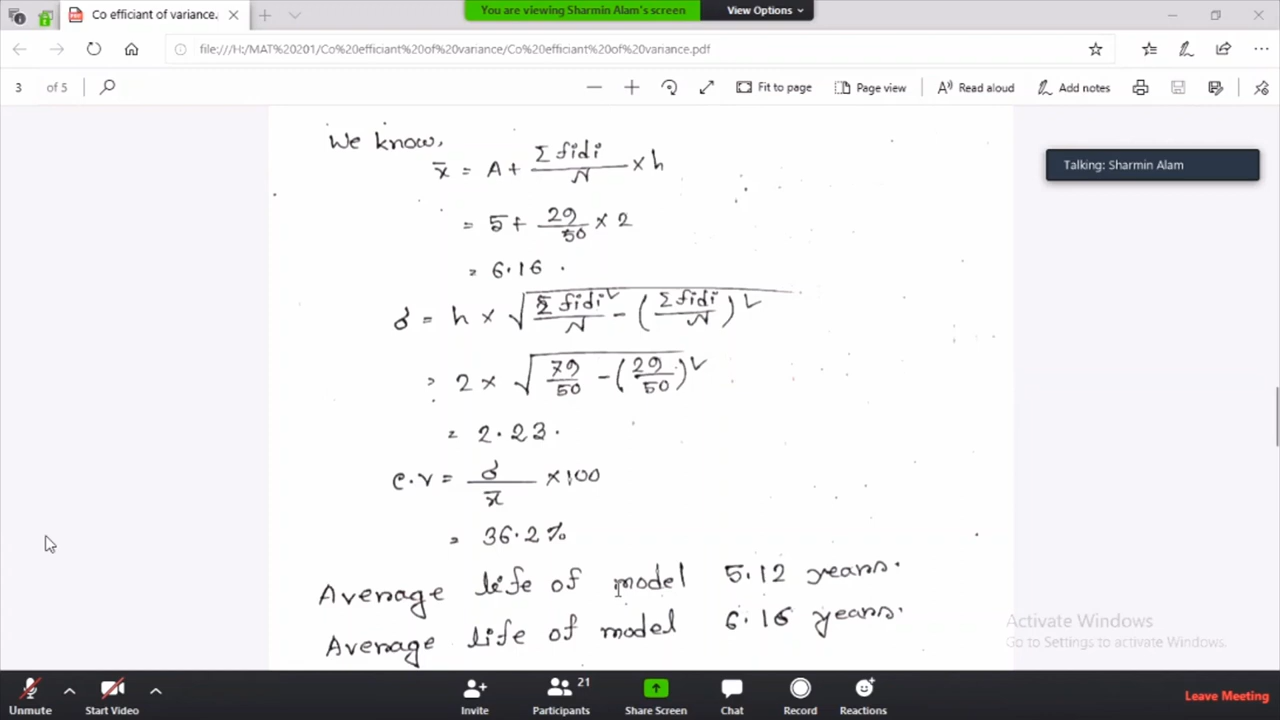 Co efficiant of variance.
You are viewing Sharmin Alam's screen
View Options
file:///H:/MAT%20201/Co%20efficiant%20of%20variance/Co%20efficiant%20of%20variance.pdf
3 of 5
Fit to page
Page view
Read aloud
Add notes
Talking: Sharmin Alam
We know,
x̄ = A + Σfidi/N × h
= 5 + 29/50 × 2
= 6.16.
σ = h × √(Σfidi²/N - (Σfidi/N)²)
= 2 × √(79/50 - (29/50)²)
= 2.23.
C.V = σ/x̄ × 100
= 36.2%
Average life of model 5.12 years.
Average life of model 6.16 years.
Activate Windows
Go to Settings to activate Windows.
Unmute
Start Video
Invite
Participants 21
Share Screen
Chat
Record
Reactions
Leave Meeting